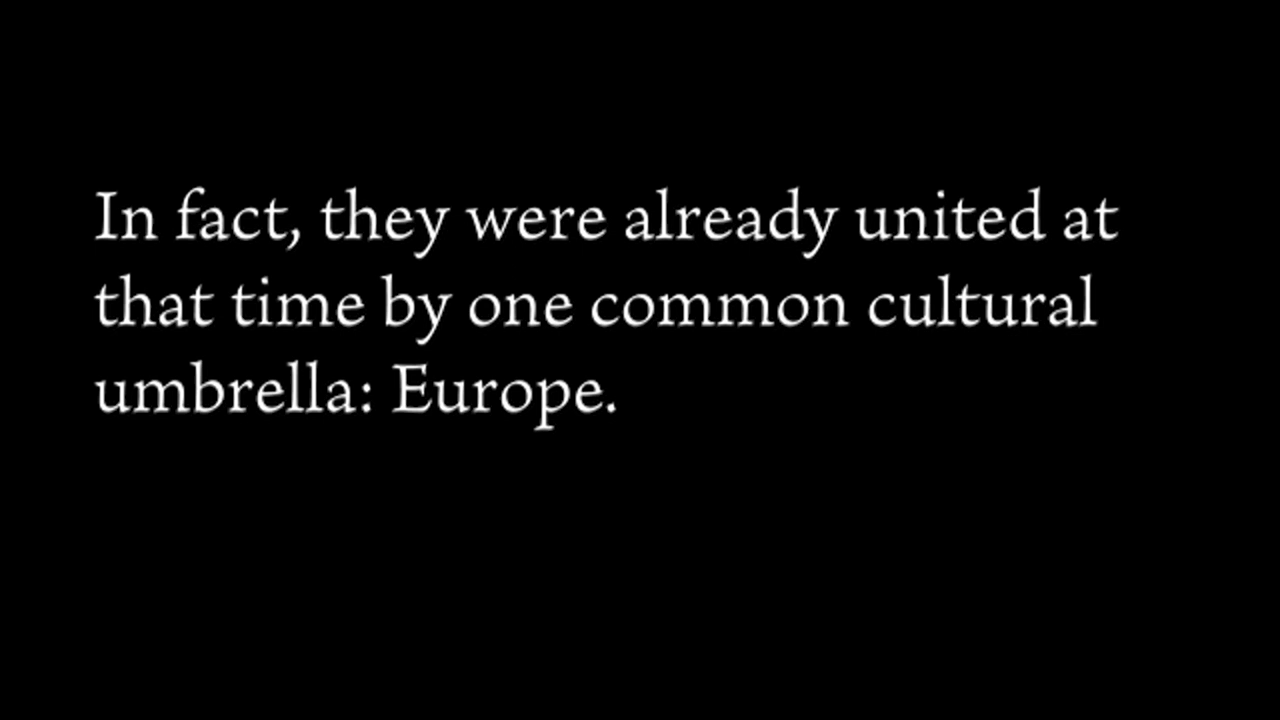 In fact, they were already united at
that time by one common cultural
umbrella: Europe.